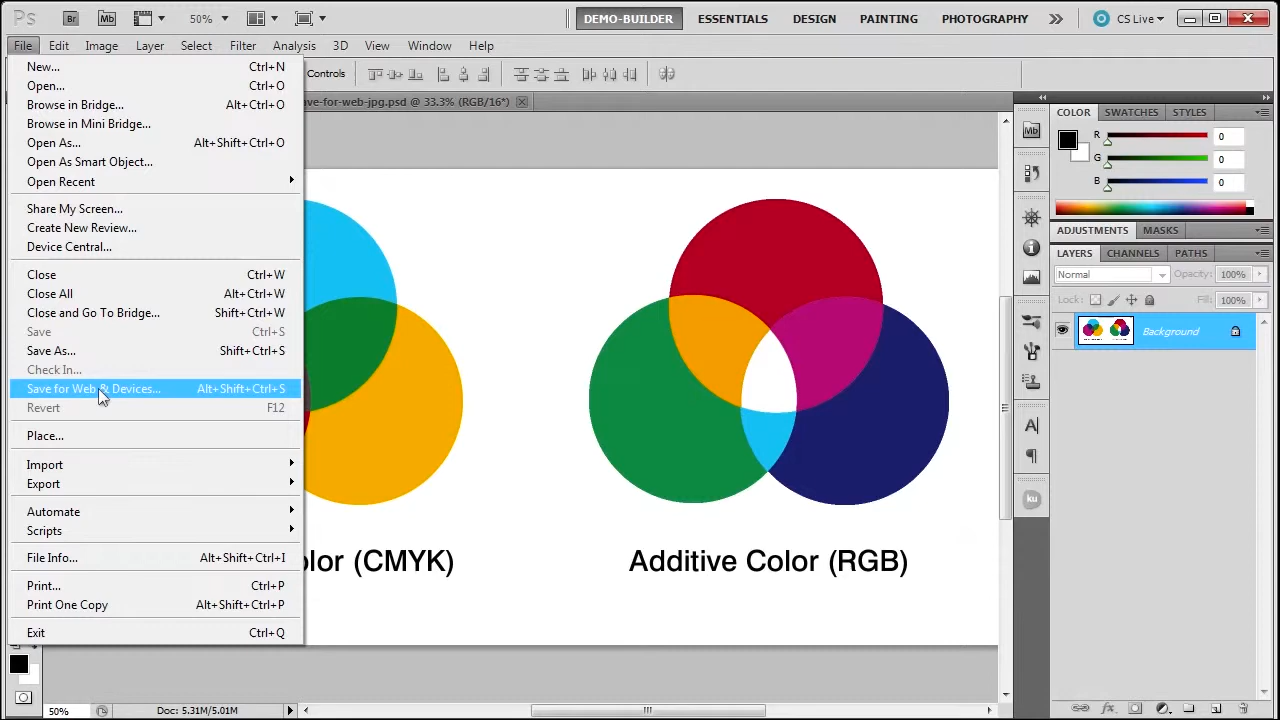 Ps Br Mb 50% DEMO-BUILDER ESSENTIALS DESIGN PAINTING PHOTOGRAPHY CS Live
File Edit Image Layer Select Filter Analysis 3D View Window Help
New... Ctrl+N
Controls
Open... Ctrl+O
ve-for-web-jpg.psd @ 33.3% (RGB/16*)
Browse in Bridge... Alt+Ctrl+O
Browse in Mini Bridge...
Open As... Alt+Shift+Ctrl+O
Open As Smart Object...
Open Recent
Share My Screen...
Create New Review...
Device Central...
Close Ctrl+W
Close All Alt+Ctrl+W
Close and Go To Bridge... Shift+Ctrl+W
Save Ctrl+S
Save As... Shift+Ctrl+S
Check In...
Save for Web & Devices... Alt+Shift+Ctrl+S
Revert F12
Place...
Import
Export
Automate
Scripts
File Info... Alt+Shift+Ctrl+I
Print... Ctrl+P
Print One Copy Alt+Shift+Ctrl+P
Exit Ctrl+Q
olor (CMYK)
Additive Color (RGB)
Mb
A
ku
COLOR SWATCHES STYLES
R 0
G 0
B 0
ADJUSTMENTS MASKS
LAYERS CHANNELS PATHS
Normal Opacity: 100%
Lock: Fill: 100%
Background
fx
50% Doc: 5.31M/5.01M